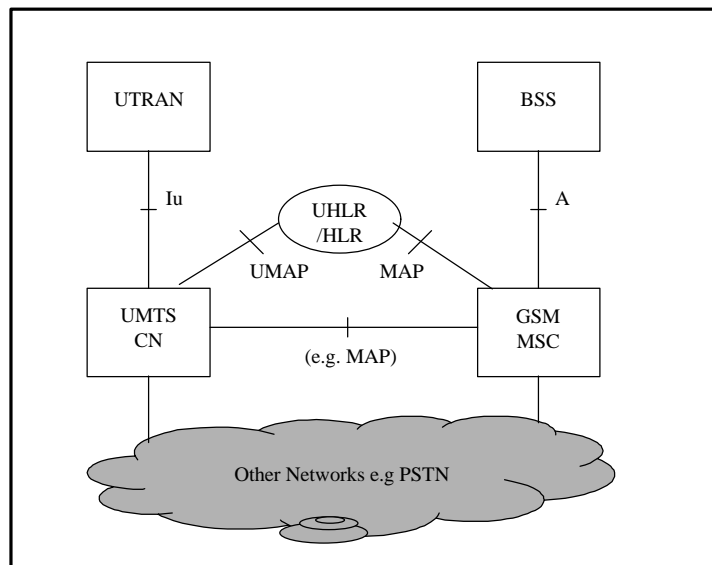 UTRAN
BSS
Iu
A
UHLR
/HLR
UMAP
MAP
UMTS
CN
GSM
MSC
(e.g. MAP)
Other Networks e.g PSTN